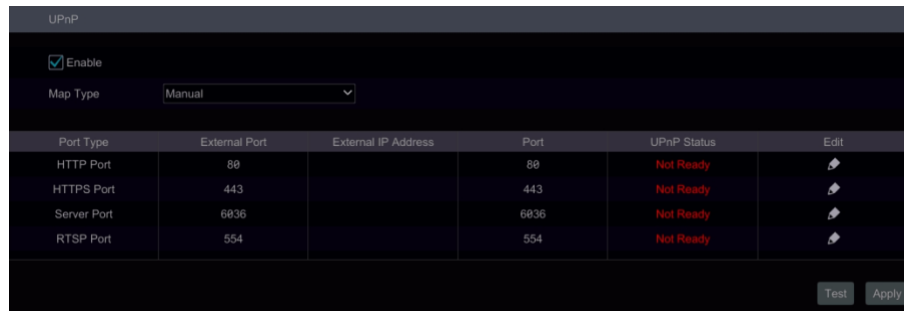 UPnP
Enable
Map Type Manual
Port Type External Port External IP Address Port UPnP Status Edit
HTTP Port 80 80 Not Ready
HTTPS Port 443 443 Not Ready
Server Port 6036 6036 Not Ready
RTSP Port 554 554 Not Ready
Test Apply